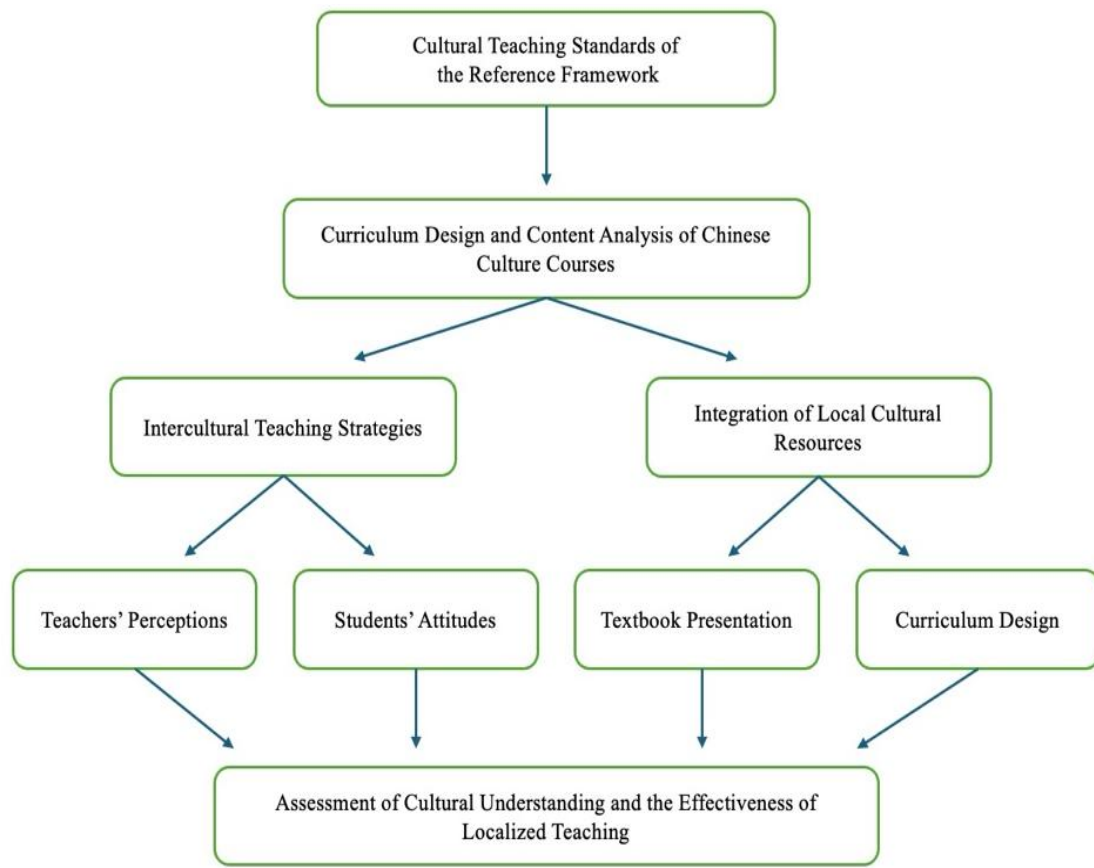 Cultural Teaching Standards of
the Reference Framework
Curriculum Design and Content Analysis of Chinese
Culture Courses
Intercultural Teaching Strategies
Integration of Local Cultural
Resources
Teachers’ Perceptions
Students’ Attitudes
Textbook Presentation
Curriculum Design
Assessment of Cultural Understanding and the Effectiveness of
Localized Teaching